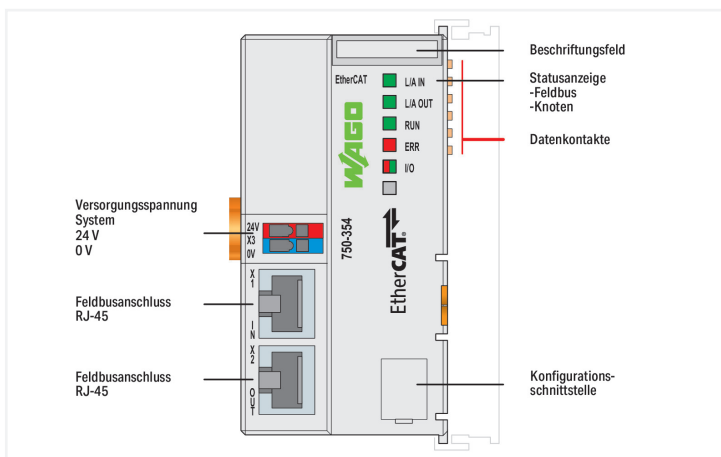 Beschriftungsfeld
Statusanzeige
-Feldbus
-Knoten
Datenkontakte
EtherCAT
L/A IN
L/A OUT
RUN
ERR
I/O
WAGO
750-354
EtherCAT®
Versorgungsspannung
System
24 V
0 V
24V
X3
0V
X1
IN
Feldbusanschluss
RJ-45
X2
OUT
Feldbusanschluss
RJ-45
Konfigurations-
schnittstelle